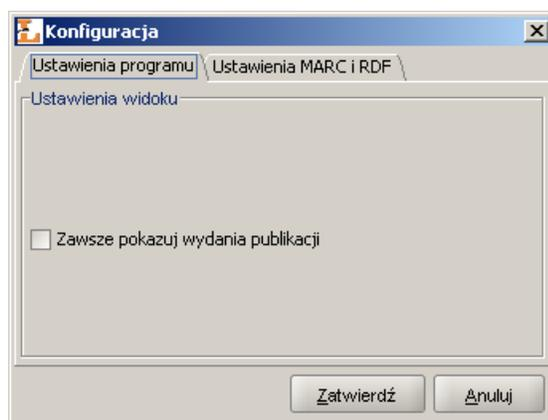 Konfiguracja
Ustawienia programu Ustawienia MARC i RDF
Ustawienia widoku
Zawsze pokazuj wydania publikacji
Zatwierdź Anuluj